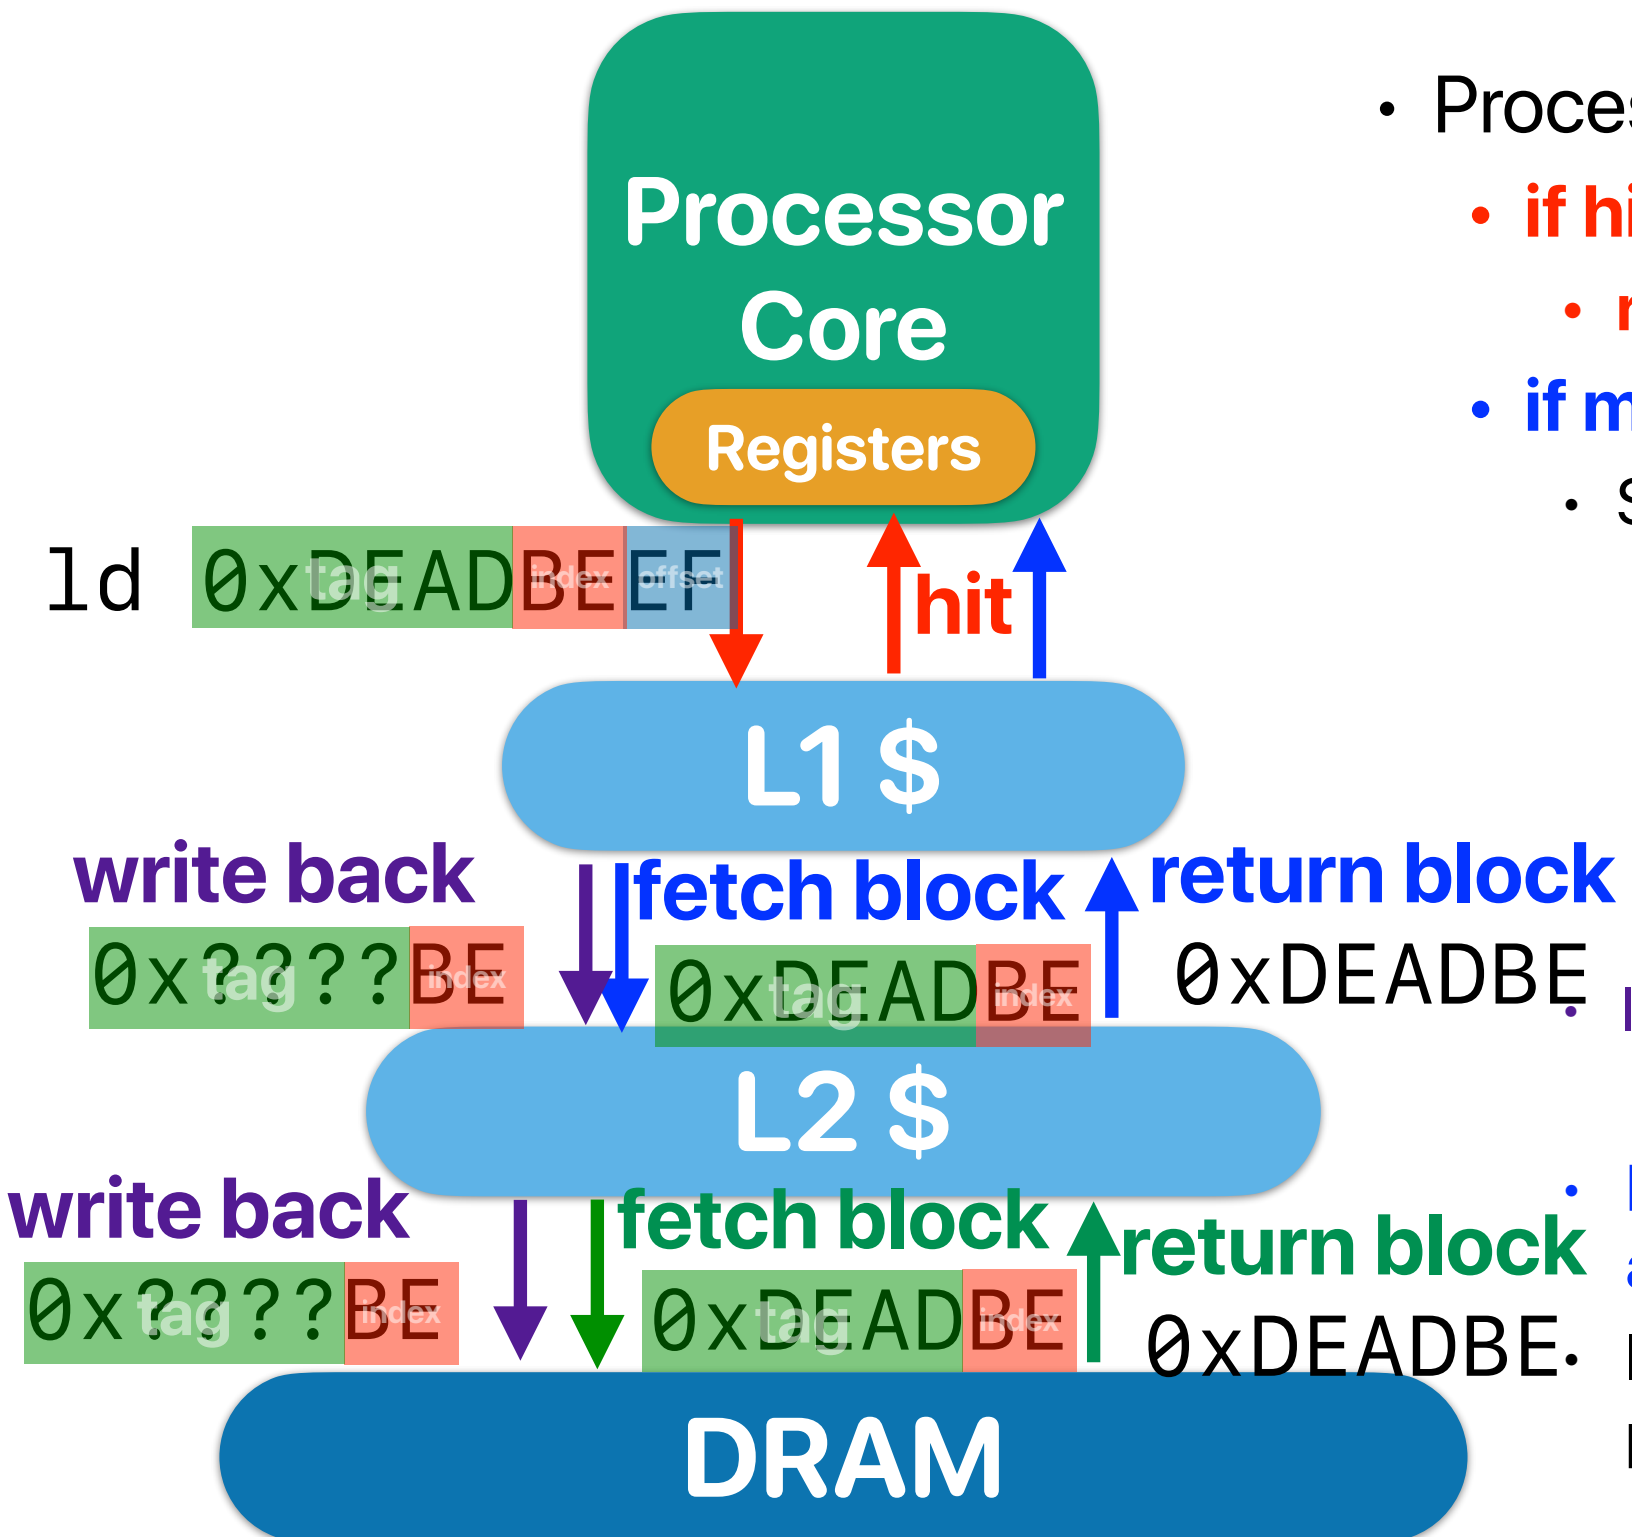 Processor
Core
Registers
if
ld 0xDEADBEEF
tag index offset
hit
L1 $
write back
fetch block
return block
0x????BE
tag index
0xDEADBE
tag index
0xDEADBE
L2 $
write back
fetch block
return block
0x????BE
tag index
0xDEADBE
tag index
0xDEADBE
DRAM
if